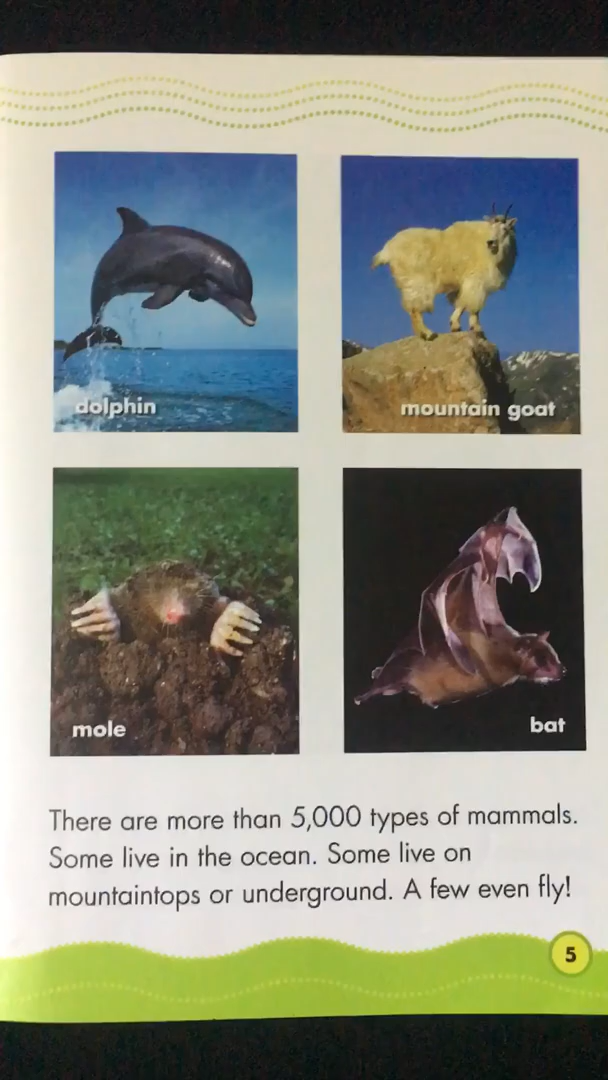 dolphin
mountain goat
mole
bat
There are more than 5,000 types of mammals.
Some live in the ocean. Some live on
mountaintops or underground. A few even fly!
5